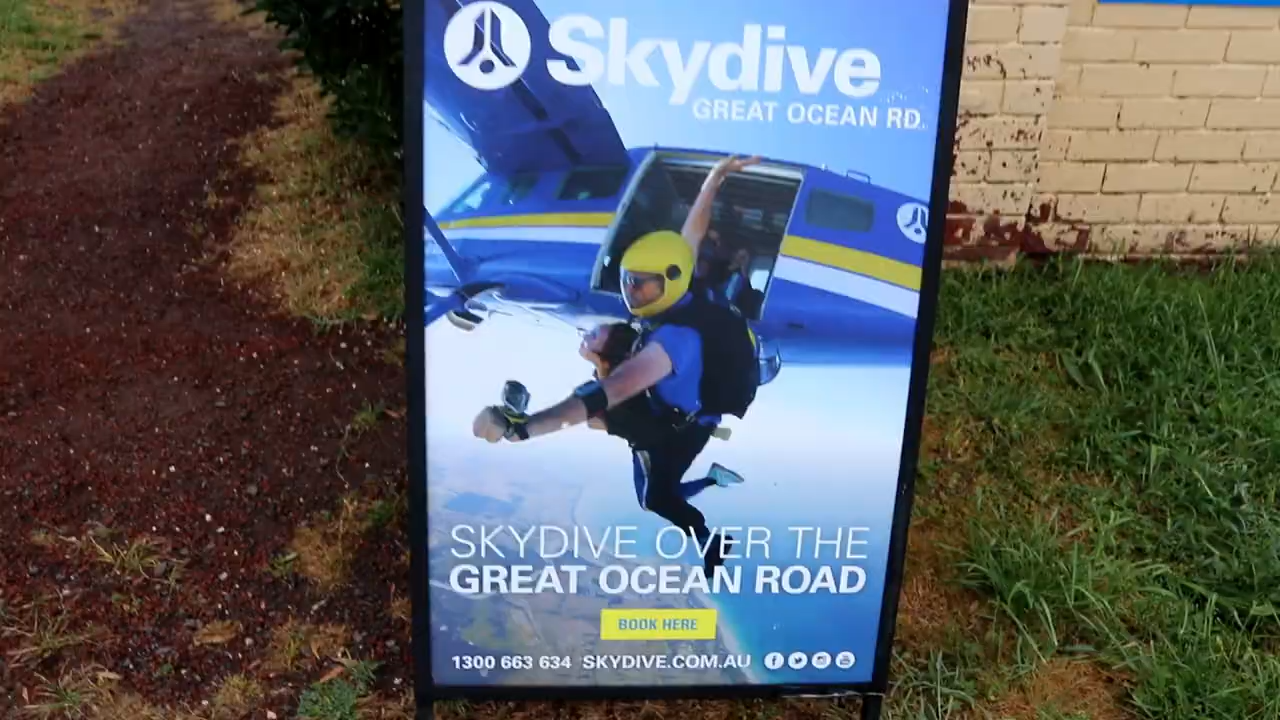 Skydive
GREAT OCEAN RD.
SKYDIVE OVER THE
GREAT OCEAN ROAD
BOOK HERE
1300 663 634 SKYDIVE.COM.AU